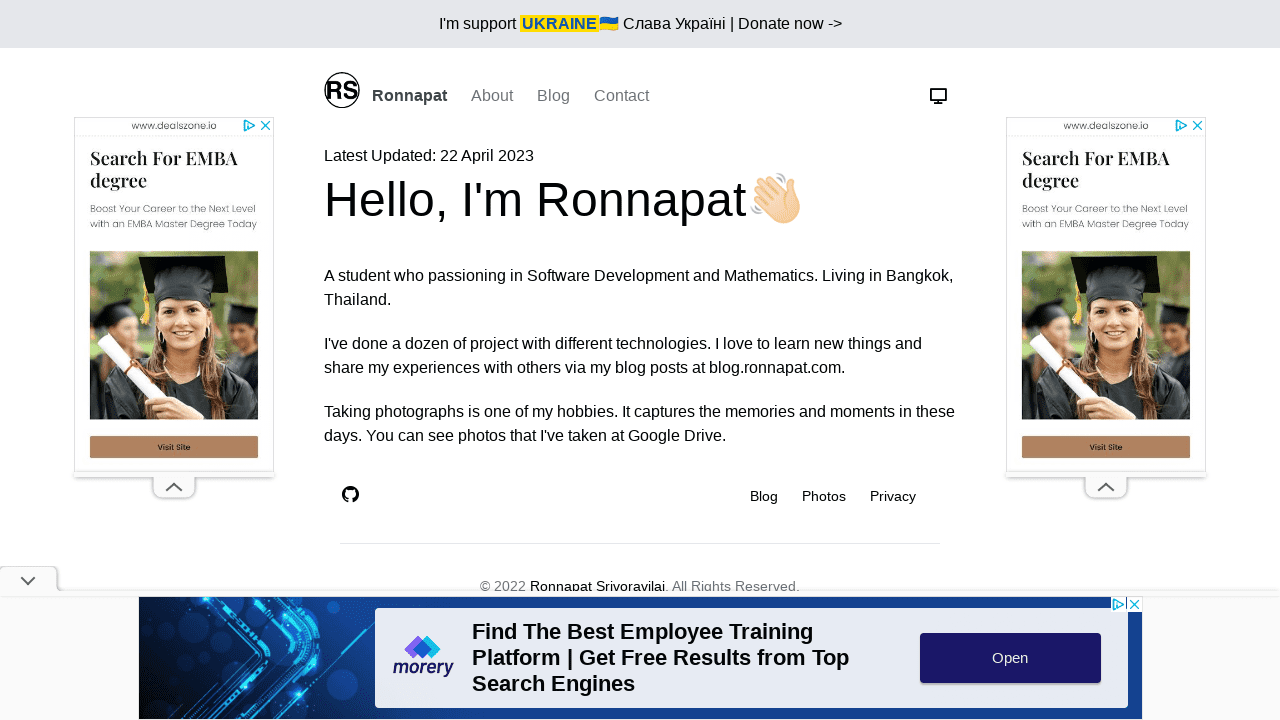 I'm support UKRAINE🇺🇦 Слава Україні | Donate now ->
RS Ronnapat About Blog Contact
Latest Updated: 22 April 2023
Hello, I'm Ronnapat👋🏻
A student who passioning in Software Development and Mathematics. Living in Bangkok,
Thailand.
I've done a dozen of project with different technologies. I love to learn new things and
share my experiences with others via my blog posts at blog.ronnapat.com.
Taking photographs is one of my hobbies. It captures the memories and moments in these
days. You can see photos that I've taken at Google Drive.
Blog Photos Privacy
© 2022 Ronnapat Srivoravilai. All Rights Reserved.
www.dealszone.io
Search For EMBA
degree
Boost Your Career to the Next Level
with an EMBA Master Degree Today
Visit Site
www.dealszone.io
Search For EMBA
degree
Boost Your Career to the Next Level
with an EMBA Master Degree Today
Visit Site
morery
Find The Best Employee Training
Platform | Get Free Results from Top
Search Engines
Open